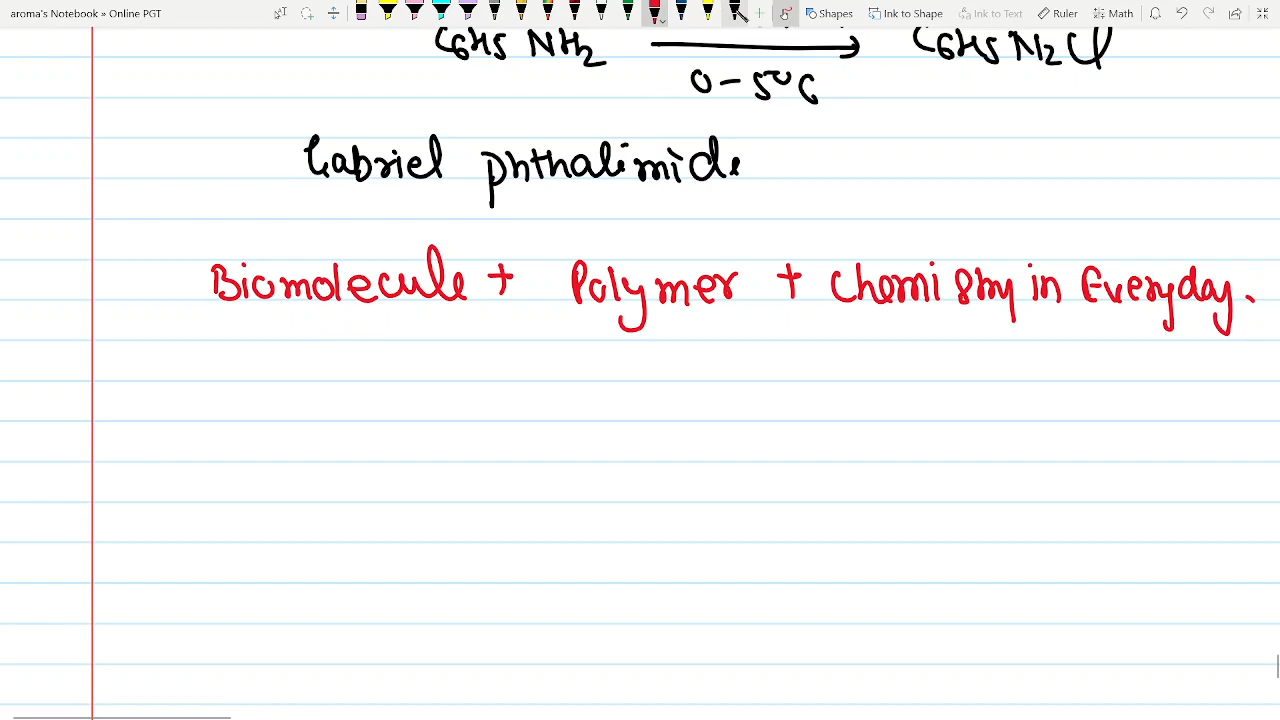 aroma's Notebook » Online PGT
Shapes Ink to Shape Ink to Text Ruler Math
C6H5 NH2 → C6H5 N2 Cl
0-5°C
Gabriel phthalimide
Biomolecule + Polymer + Chemistry in Everyday.